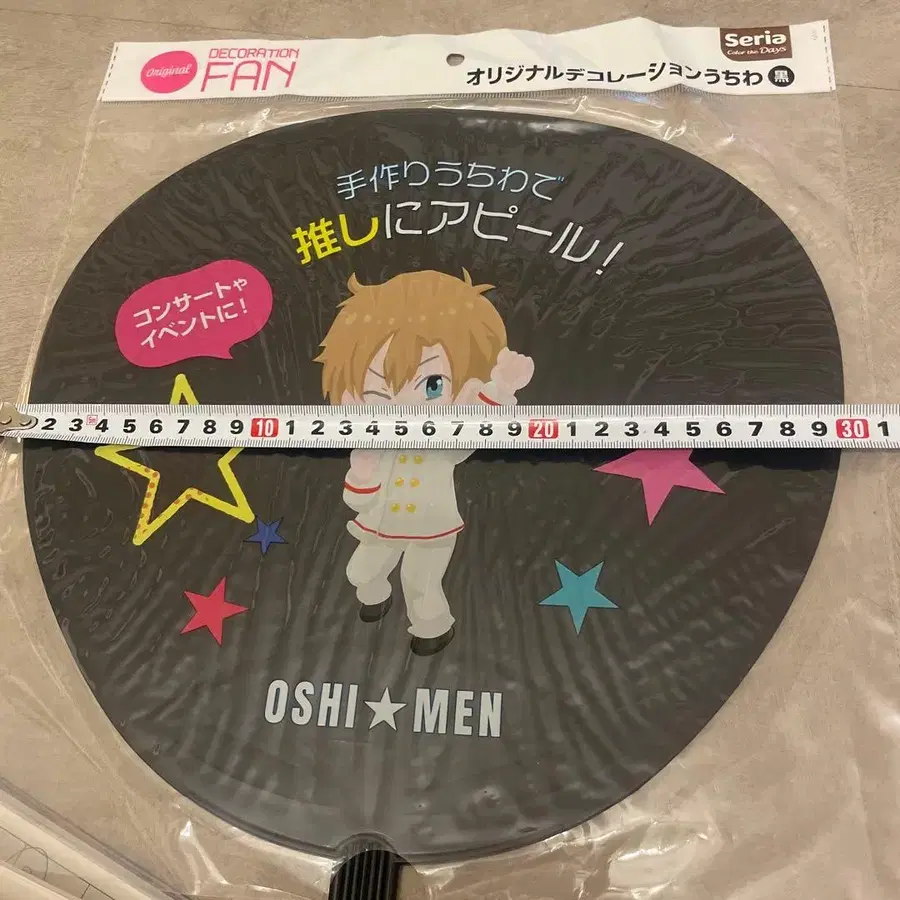 Original
DECORATION
FAN
Seria
Color the Days
オリジナルデコレーションうちわ 黒
手作りうちわで
推しにアピール!
コンサートや
イベントに!
2 3 4 5 6 7 8 9 10 1 2 3 4 5 6 7 8 9 20 1 2 3 4 5 6 7 8 9 30 1
OSHI★MEN